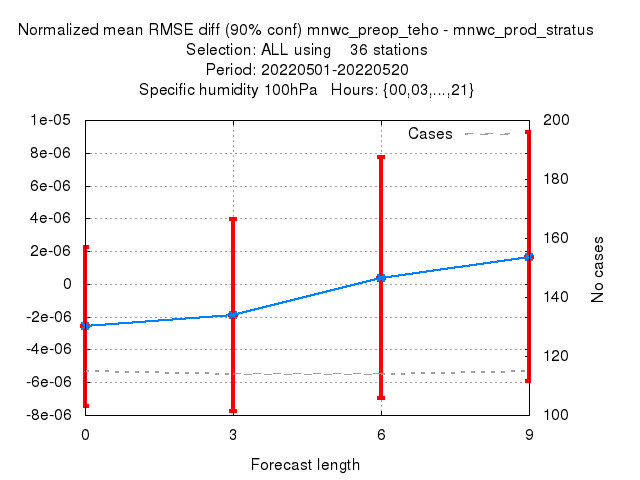 Normalized mean RMSE diff (90% conf) mnwc_preop_teho - mnwc_prod_stratus
Selection: ALL using    36 stations
Period: 20220501-20220520
Specific humidity 100hPa   Hours: {00,03,...,21}
1e-05
8e-06
6e-06
4e-06
2e-06
0
-2e-06
-4e-06
-6e-06
-8e-06
Cases
200
180
160
140
120
100
No cases
0 3 6 9
Forecast length